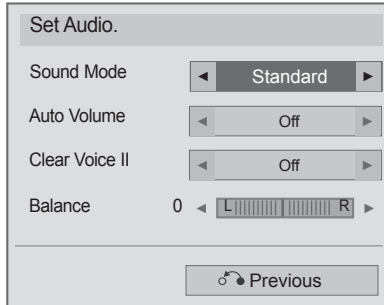 Set Audio.
Sound Mode ◄ Standard ►
Auto Volume ◄ Off ►
Clear Voice II ◄ Off ►
Balance 0 ◄ L R ►
Previous